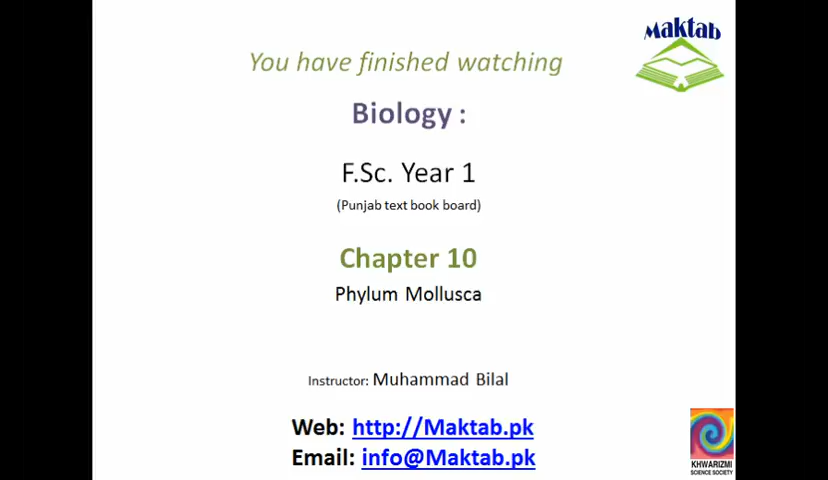 Maktab
You have finished watching
Biology :
F.Sc. Year 1
(Punjab text book board)
Chapter 10
Phylum Mollusca
Instructor: Muhammad Bilal
Web: http://Maktab.pk
Email: info@Maktab.pk
KHWARIZMI
SCIENCE SOCIETY